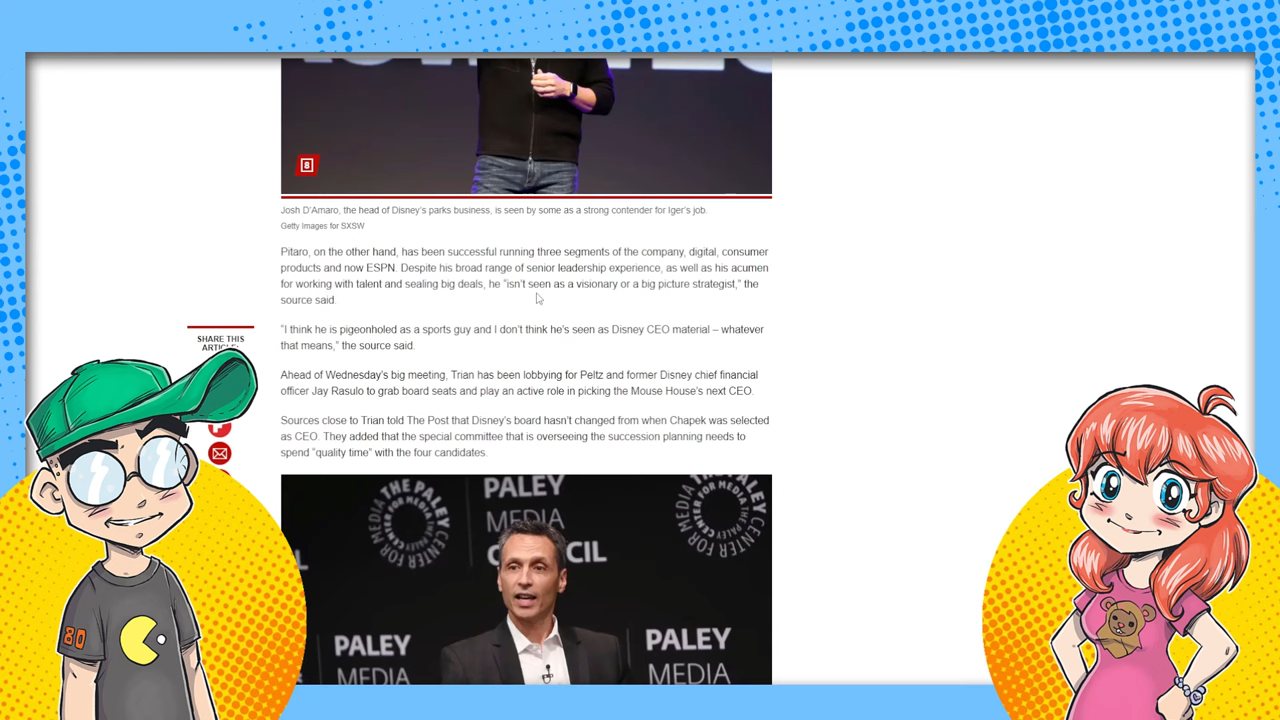 8
Josh D'Amaro, the head of Disney's parks business, is seen by some as a strong contender for Iger's job.
Getty Images for SXSW
Pitaro, on the other hand, has been successful running three segments of the company, digital, consumer
products and now ESPN. Despite his broad range of senior leadership experience, as well as his acumen
for working with talent and sealing big deals, he "isn't seen as a visionary or a big picture strategist," the
source said.
"I think he is pigeonholed as a sports guy and I don't think he's seen as Disney CEO material – whatever
that means," the source said.
SHARE THIS
Ahead of Wednesday's big meeting, Trian has been lobbying for Peltz and former Disney chief financial
officer Jay Rasulo to grab board seats and play an active role in picking the Mouse House's next CEO.
Sources close to Trian told The Post that Disney's board hasn't changed from when Chapek was selected
as CEO. They added that the special committee that is overseeing the succession planning needs to
spend "quality time" with the four candidates.
THE PALEY CENTER FOR MEDIA
PALEY
MEDIA
COUNCIL
THE PALEY CENTER FOR MEDIA
PALEY
MEDIA
PALEY
MEDIA
80